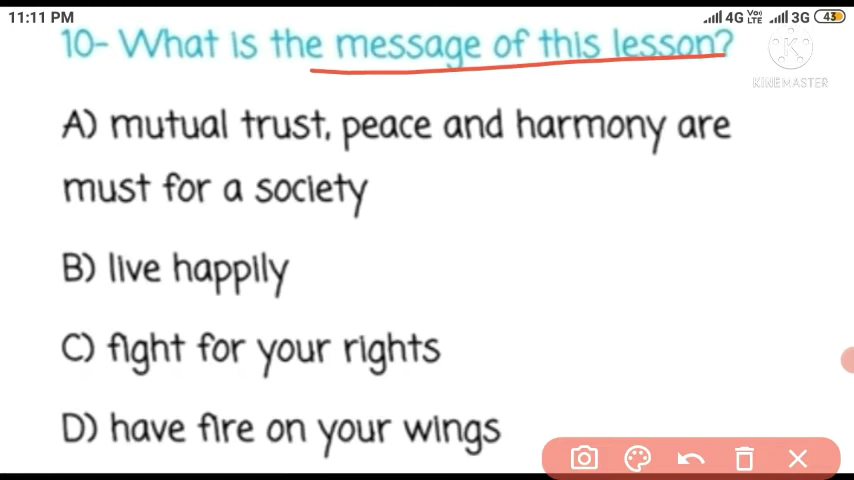 11:11 PM
4G VoLTE 3G 43
10- What is the message of this lesson?
KINEMASTER
A) mutual trust, peace and harmony are
must for a society
B) live happily
C) fight for your rights
D) have fire on your wings